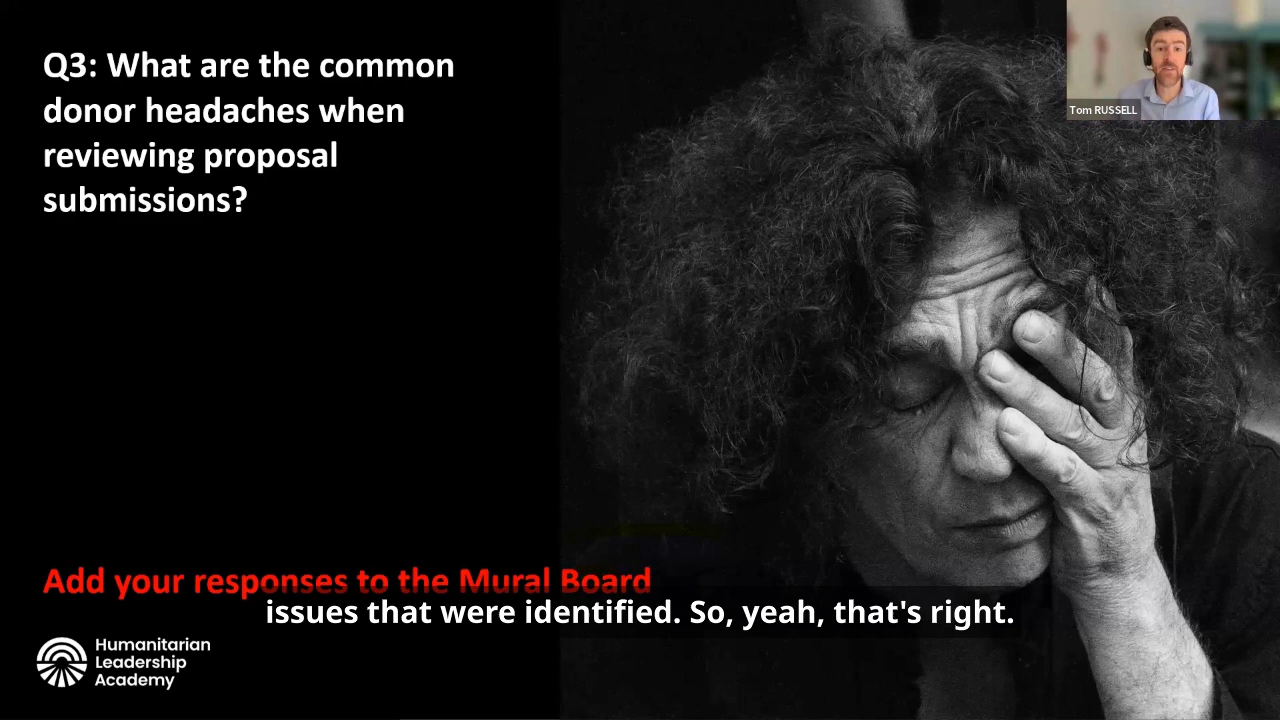 Q3: What are the common
donor headaches when
reviewing proposal
submissions?
Tom RUSSELL
Add your responses to the Mural Board
issues that were identified. So, yeah, that's right.
Humanitarian
Leadership
Academy